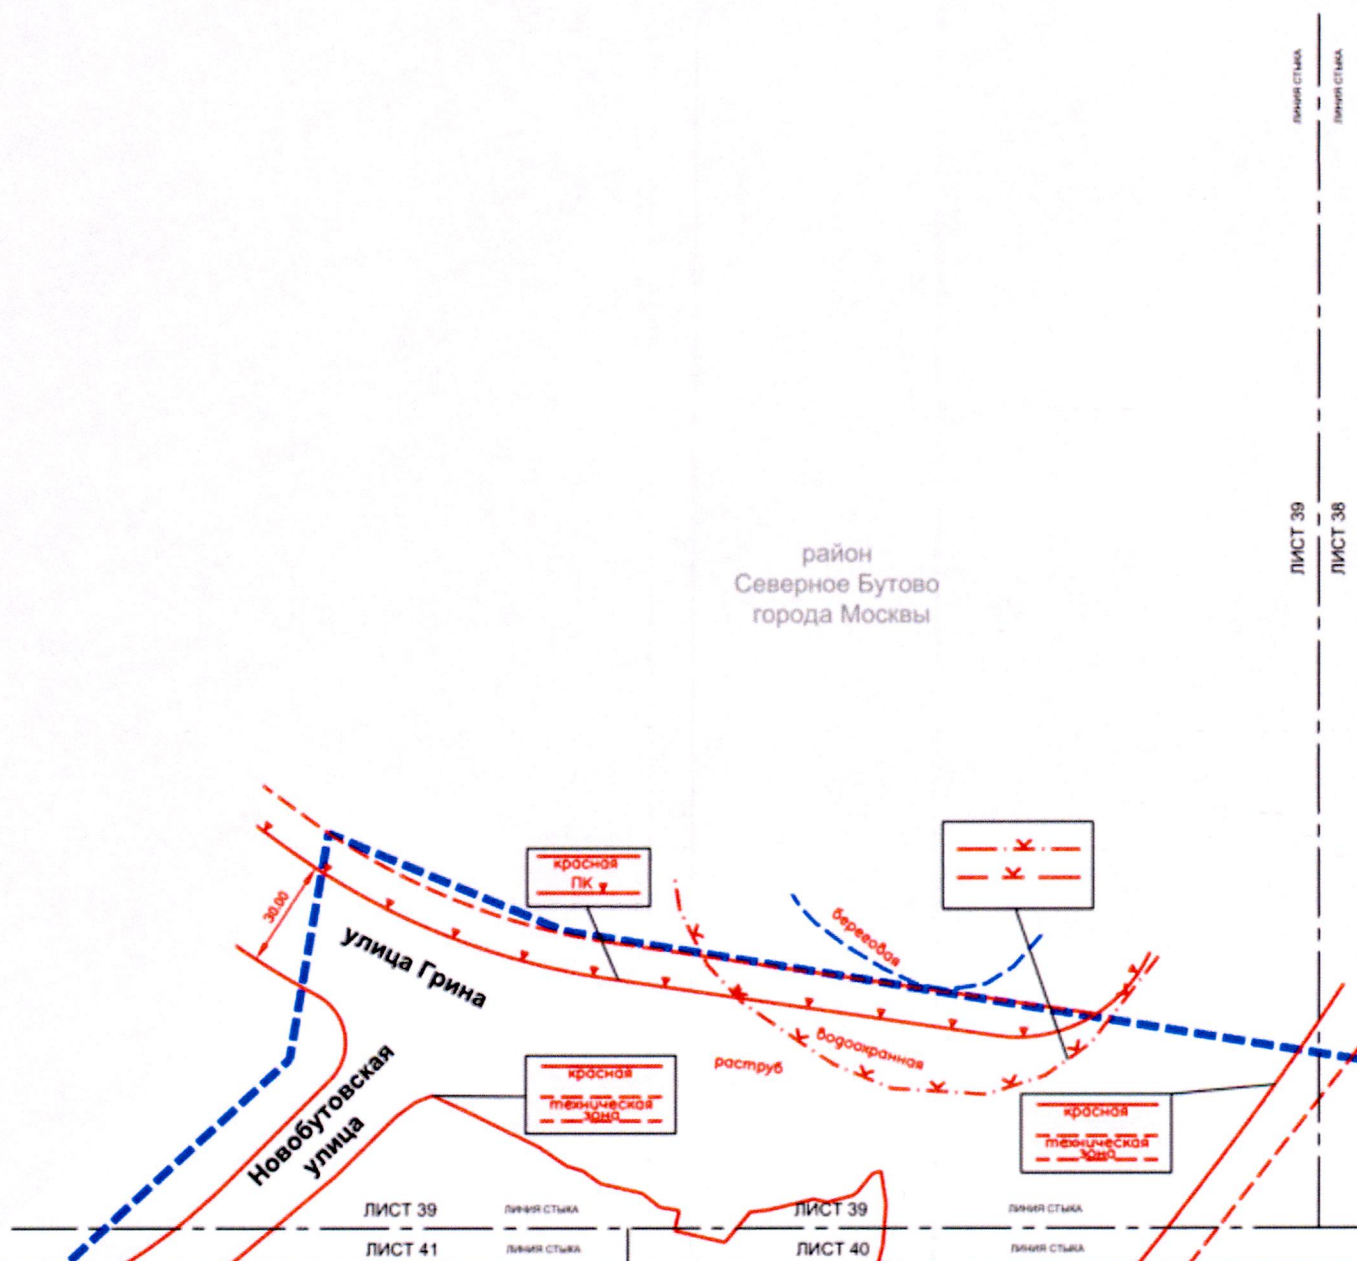 линия стыка
линия стыка
ЛИСТ 39
ЛИСТ 38
район
Северное Бутово
города Москвы
красная
ПК
30.00
улица Грина
береговая
водоохранная
раструб
красная
техническая
зона
красная
техническая
зона
Новобутовская
улица
ЛИСТ 39
линия стыка
ЛИСТ 39
линия стыка
ЛИСТ 41
линия стыка
ЛИСТ 40
линия стыка